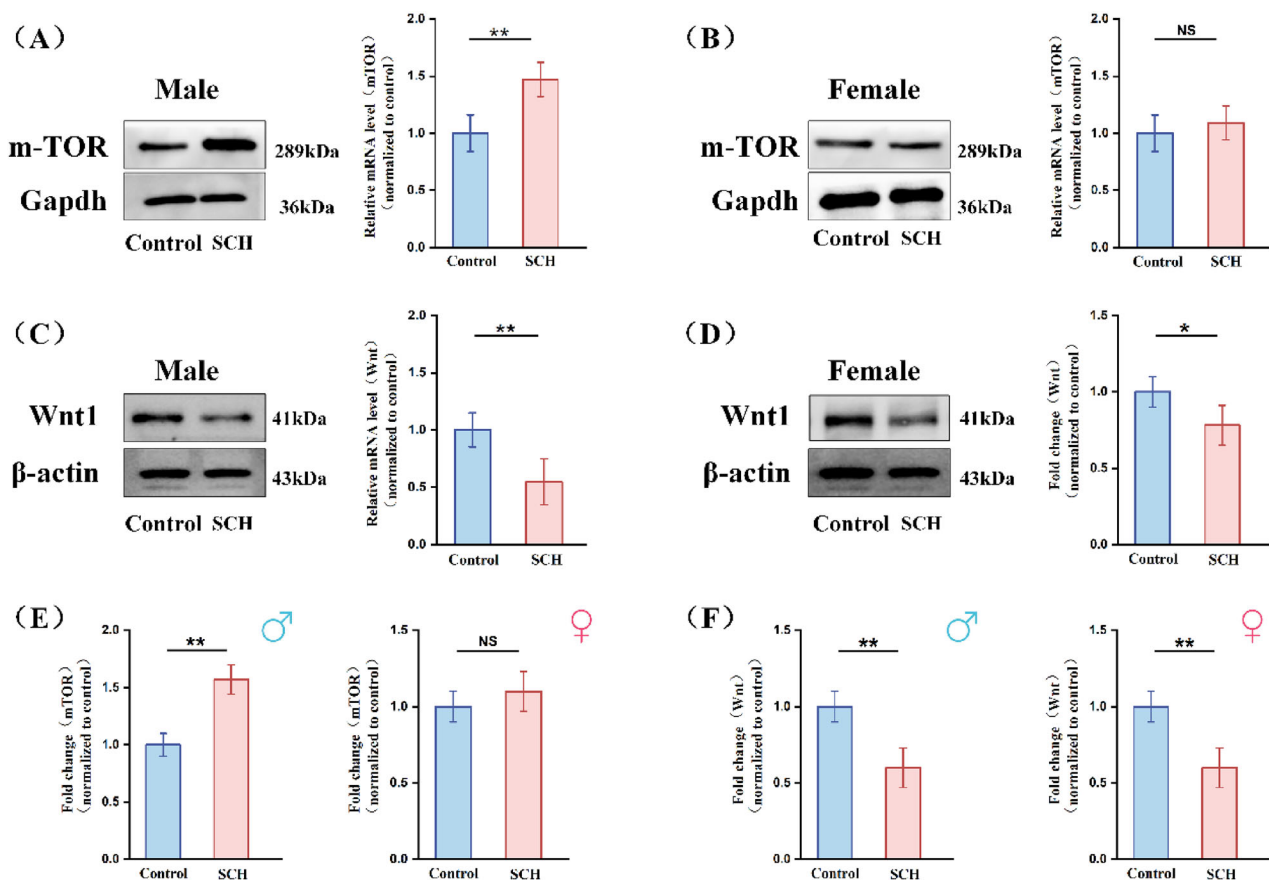 (A)
Male
m-TOR
289kDa
Gapdh
36kDa
Control SCH
Relative mRNA level (mTOR)
(normalized to control)
2.0
1.5
1.0
0.5
0.0
**
Control SCH
(B)
Female
m-TOR
289kDa
Gapdh
36kDa
Control SCH
Relative mRNA level (mTOR)
(normalized to control)
2.0
1.5
1.0
0.5
0.0
NS
Control SCH
(C)
Male
Wnt1
41kDa
β-actin
43kDa
Control SCH
Relative mRNA level (Wnt)
(normalized to control)
2.0
1.5
1.0
0.5
0.0
**
Control SCH
(D)
Female
Wnt1
41kDa
β-actin
43kDa
Control SCH
Fold change (Wnt)
(normalized to control)
1.5
1.0
0.5
0.0
*
Control SCH
(E)
♂
Fold change (mTOR)
(normalized to control)
2.0
1.5
1.0
0.5
0.0
**
Control SCH
♀
Fold change (mTOR)
(normalized to control)
1.5
1.0
0.5
0.0
NS
Control SCH
(F)
♂
Fold change (Wnt)
(normalized to control)
1.5
1.0
0.5
0.0
**
Control SCH
♀
Fold change (Wnt)
(normalized to control)
1.5
1.0
0.5
0.0
**
Control SCH